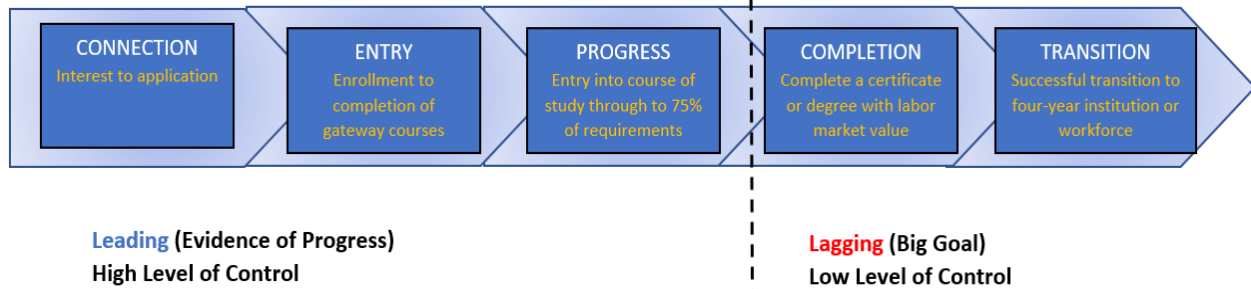 CONNECTION
Interest to application
ENTRY
Enrollment to
completion of
gateway courses
PROGRESS
Entry into course of
study through to 75%
of requirements
COMPLETION
Complete a certificate
or degree with labor
market value
TRANSITION
Successful transition to
four-year institution or
workforce
Leading (Evidence of Progress)
High Level of Control
Lagging (Big Goal)
Low Level of Control